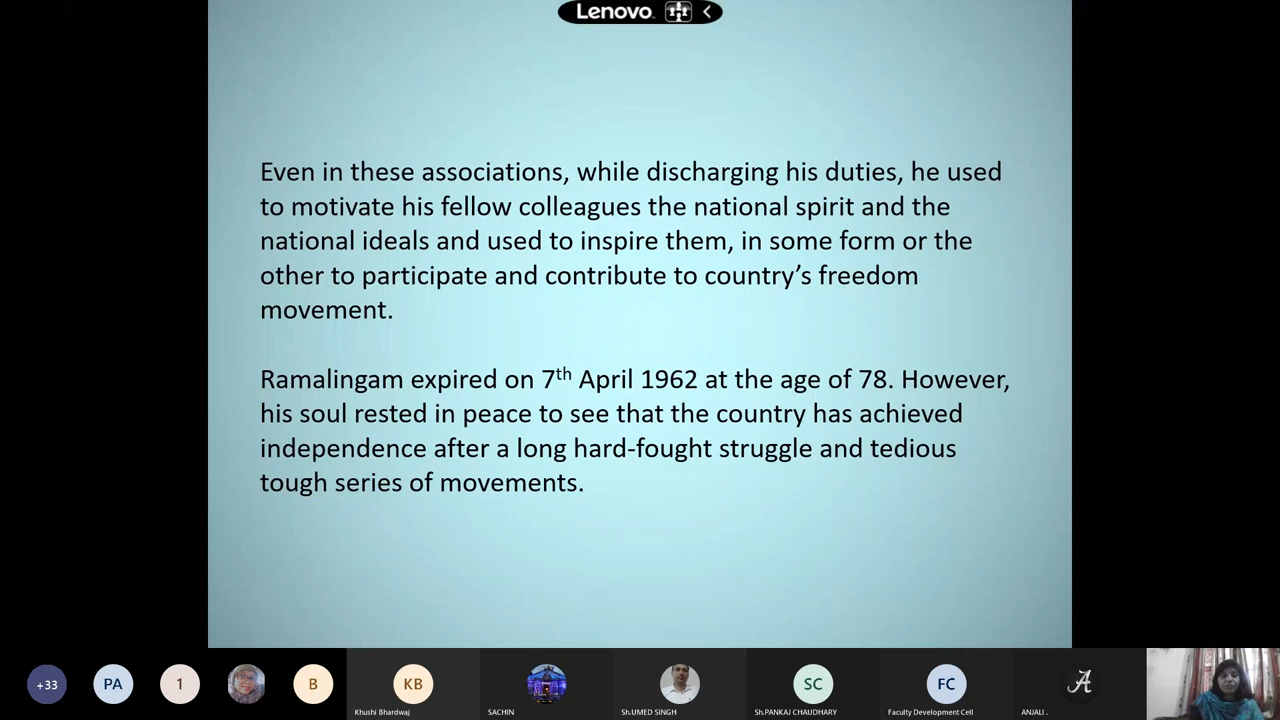 Lenovo
Even in these associations, while discharging his duties, he used
to motivate his fellow colleagues the national spirit and the
national ideals and used to inspire them, in some form or the
other to participate and contribute to country’s freedom
movement.
Ramalingam expired on 7th April 1962 at the age of 78. However,
his soul rested in peace to see that the country has achieved
independence after a long hard-fought struggle and tedious
tough series of movements.
+33 PA 1 B KB SC FC A
Khushi Bhardwaj SACHIN Sh.UMED SINGH Sh.PANKAJ CHAUDHARY Faculty Development Cell ANJALI .